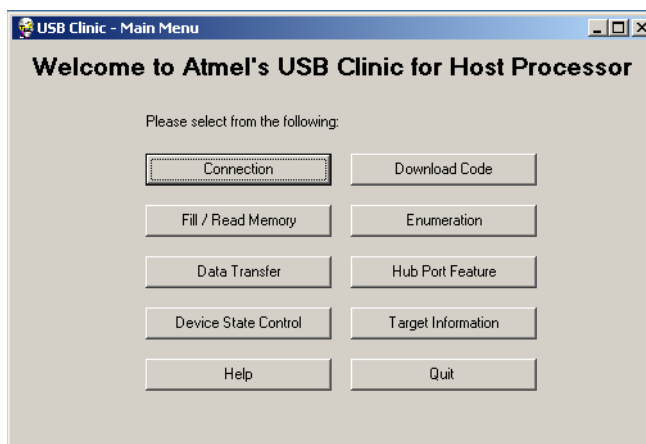 USB Clinic - Main Menu
Welcome to Atmel's USB Clinic for Host Processor
Please select from the following:
Connection
Download Code
Fill / Read Memory
Enumeration
Data Transfer
Hub Port Feature
Device State Control
Target Information
Help
Quit